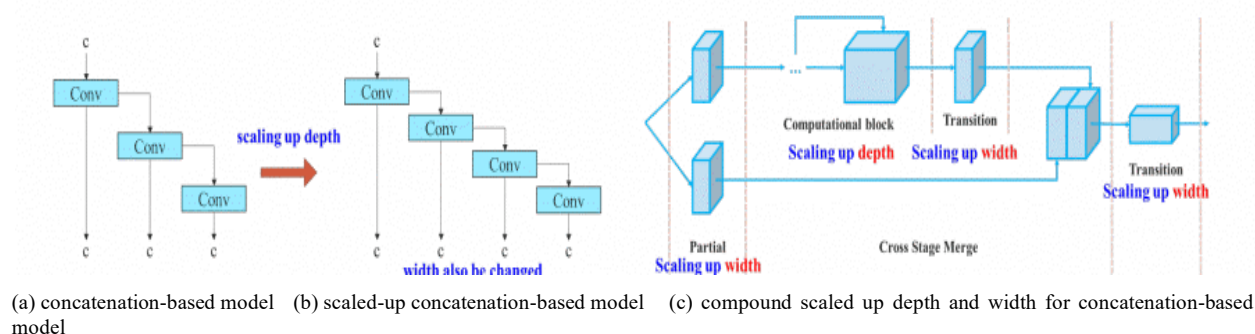 c
Conv
Conv
Conv
c c c
scaling up depth
c
Conv
Conv
Conv
Conv
c c c c
width also be changed
...
Computational block
Scaling up depth
Transition
Scaling up width
Transition
Scaling up width
Partial
Scaling up width
Cross Stage Merge
(a) concatenation-based model (b) scaled-up concatenation-based model (c) compound scaled up depth and width for concatenation-based
model